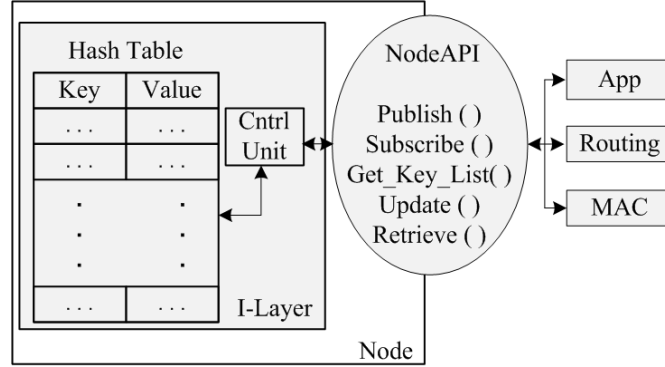 Hash Table
Key Value
. . . . . .
. . . . . .
. .
. .
. .
. . . . . .
Cntrl
Unit
I-Layer
Node
NodeAPI
Publish ( )
Subscribe ( )
Get_Key_List( )
Update ( )
Retrieve ( )
App
Routing
MAC